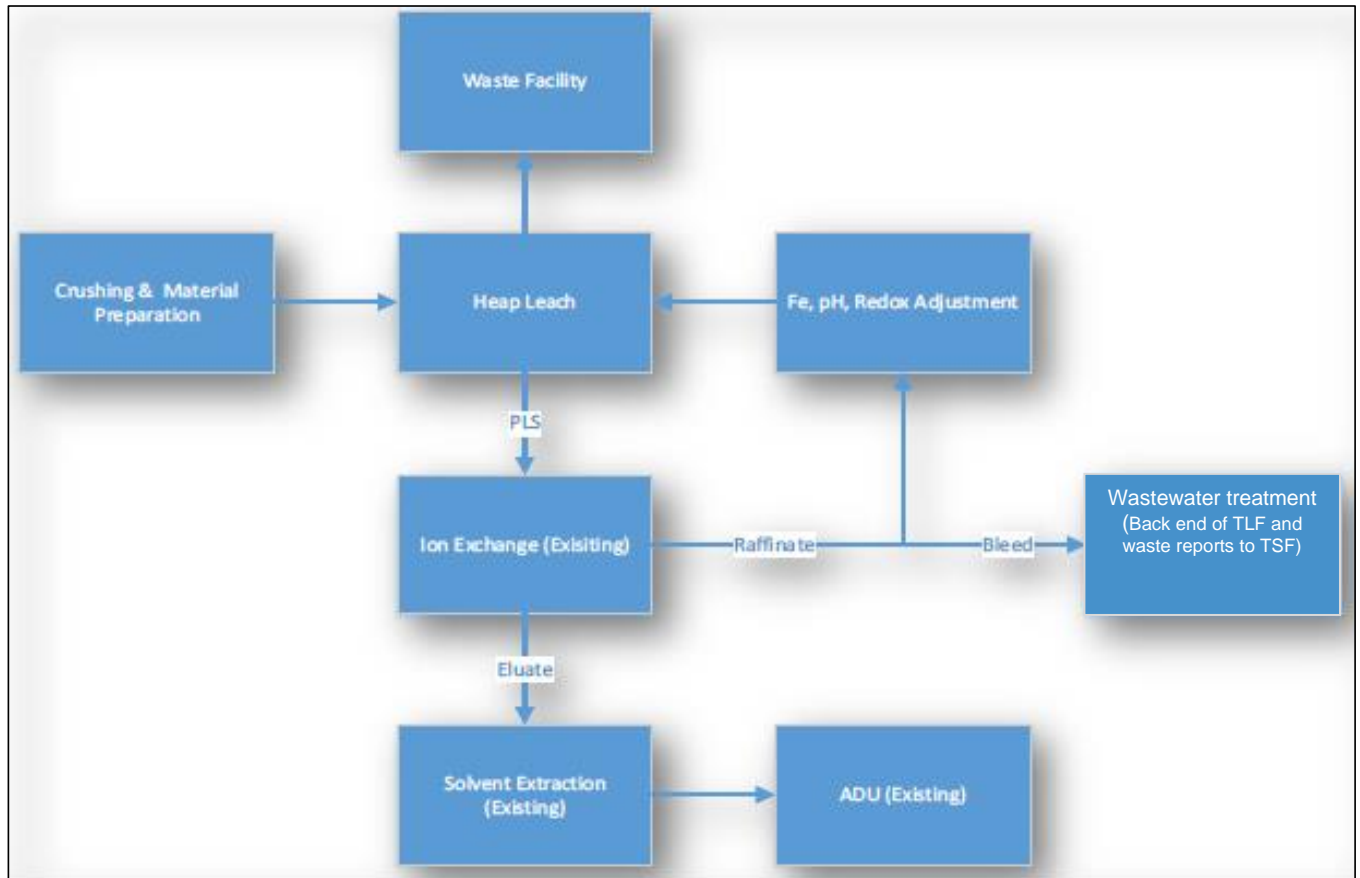 Waste Facility
Crushing & Material
Preparation
Heap Leach
Fe, pH, Redox Adjustment
PLS
Ion Exchange (Exisiting)
Raffinate
Bleed
Wastewater treatment
(Back end of TLF and
waste reports to TSF)
Eluate
Solvent Extraction
(Existing)
ADU (Existing)